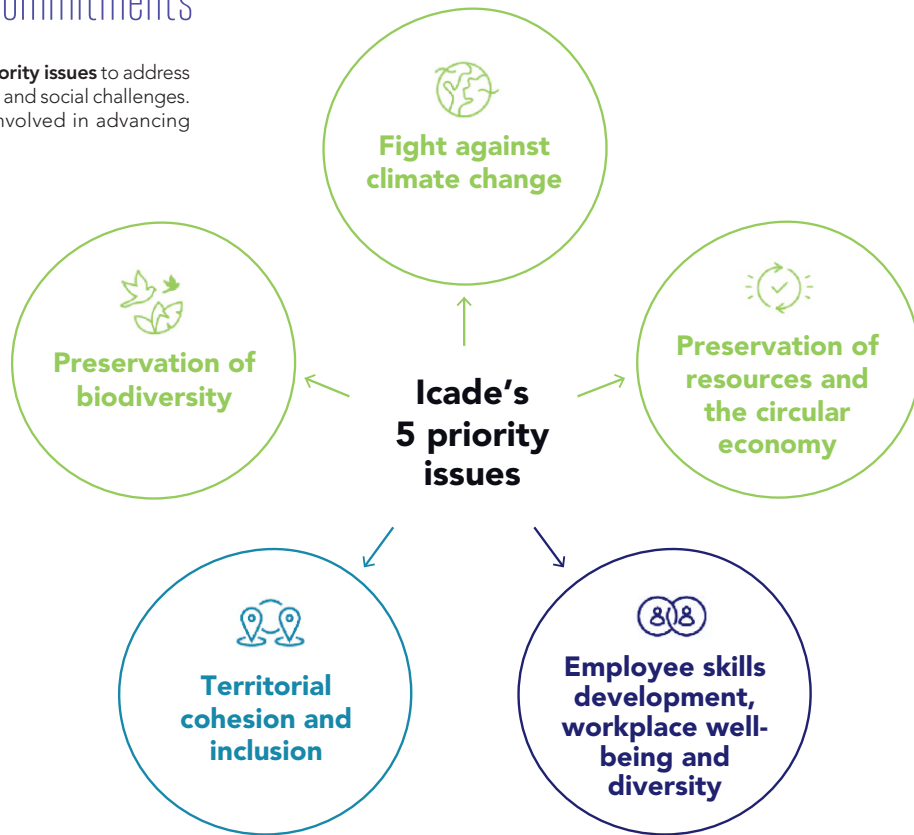 ommitments
ority issues to address
and social challenges.
nvolved in advancing
Fight against
climate change
Preservation of
biodiversity
Preservation of
resources and
the circular
economy
Icade's
5 priority
issues
Territorial
cohesion and
inclusion
Employee skills
development,
workplace well-
being and
diversity